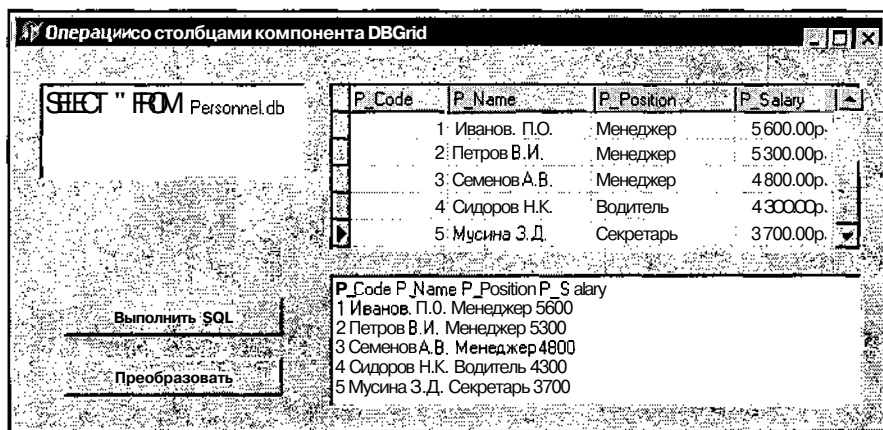 Операции со столбцами компонента DBGrid
SELECT " FROM Personnel.db
P_Code P_Name P_Position P_Salary
1 Иванов. П.О. Менеджер 5600.00р.
2 Петров В.И. Менеджер 5300.00р.
3 Семенов А.В. Менеджер 4800.00р.
4 Сидоров Н.К. Водитель 4300.00р.
5 Мусина З.Д. Секретарь 3700.00р.
P_Code P_Name P_Position P_S alary
1 Иванов. П.О. Менеджер 5600
2 Петров В.И. Менеджер 5300
3 Семенов А.В. Менеджер 4800
4 Сидоров Н.К. Водитель 4300
5 Мусина З.Д. Секретарь 3700
Выполнить SQL
Преобразовать